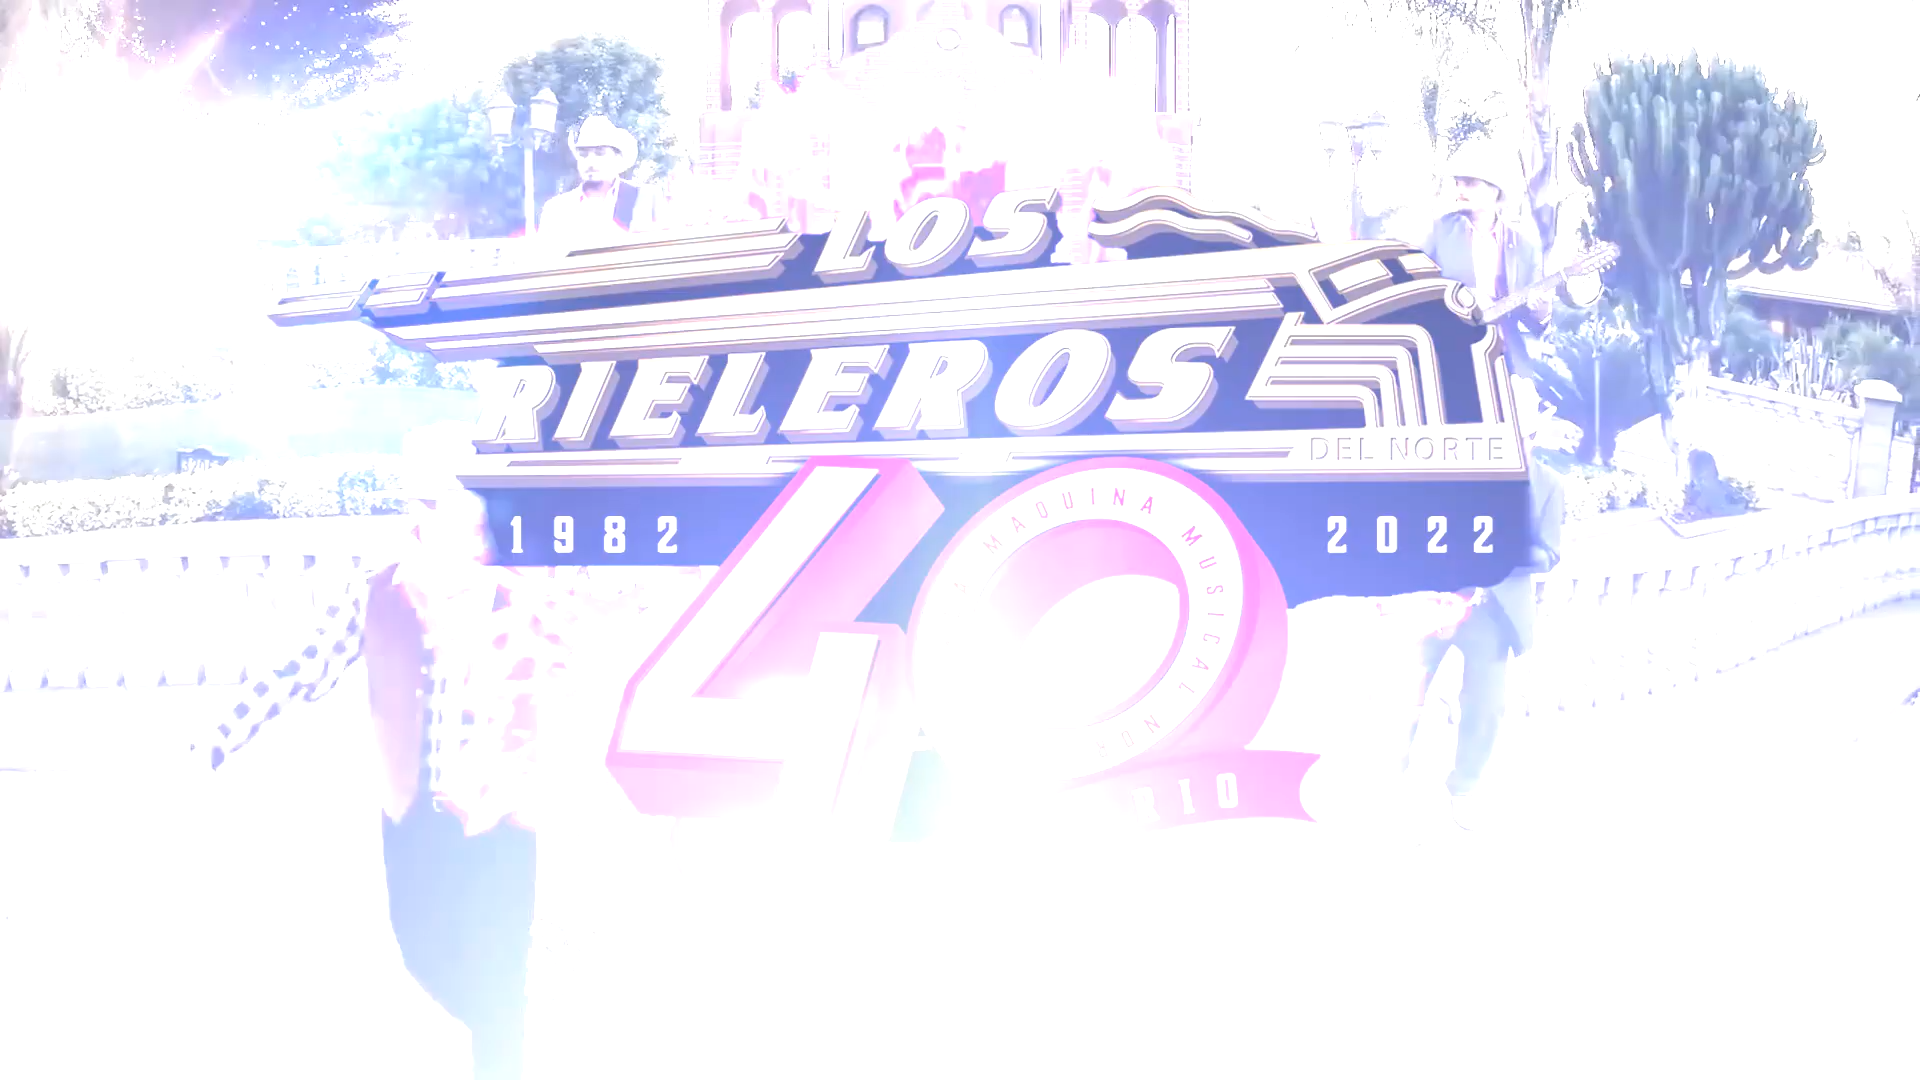 LOS
RIELEROS
DEL NORTE
1982
40
2022
MAQUINA MUSICAL